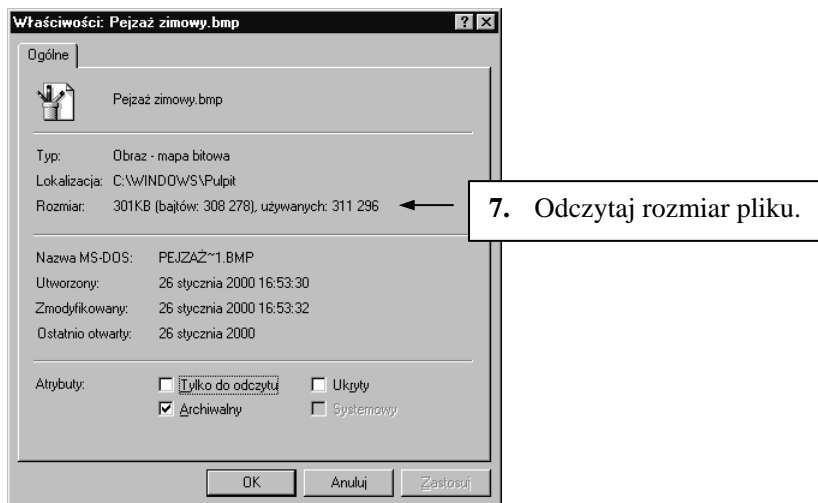 Właściwości: Pejzaż zimowy.bmp
Ogólne
Pejzaż zimowy.bmp
Typ: Obraz - mapa bitowa
Lokalizacja: C:\WINDOWS\Pulpit
Rozmiar: 301KB (bajtów: 308 278), używanych: 311 296
7. Odczytaj rozmiar pliku.
Nazwa MS-DOS: PEJZAŻ~1.BMP
Utworzony: 26 stycznia 2000 16:53:30
Zmodyfikowany: 26 stycznia 2000 16:53:32
Ostatnio otwarty: 26 stycznia 2000
Atrybuty: Tylko do odczytu Ukryty
Archiwalny Systemowy
OK Anuluj Zastosuj